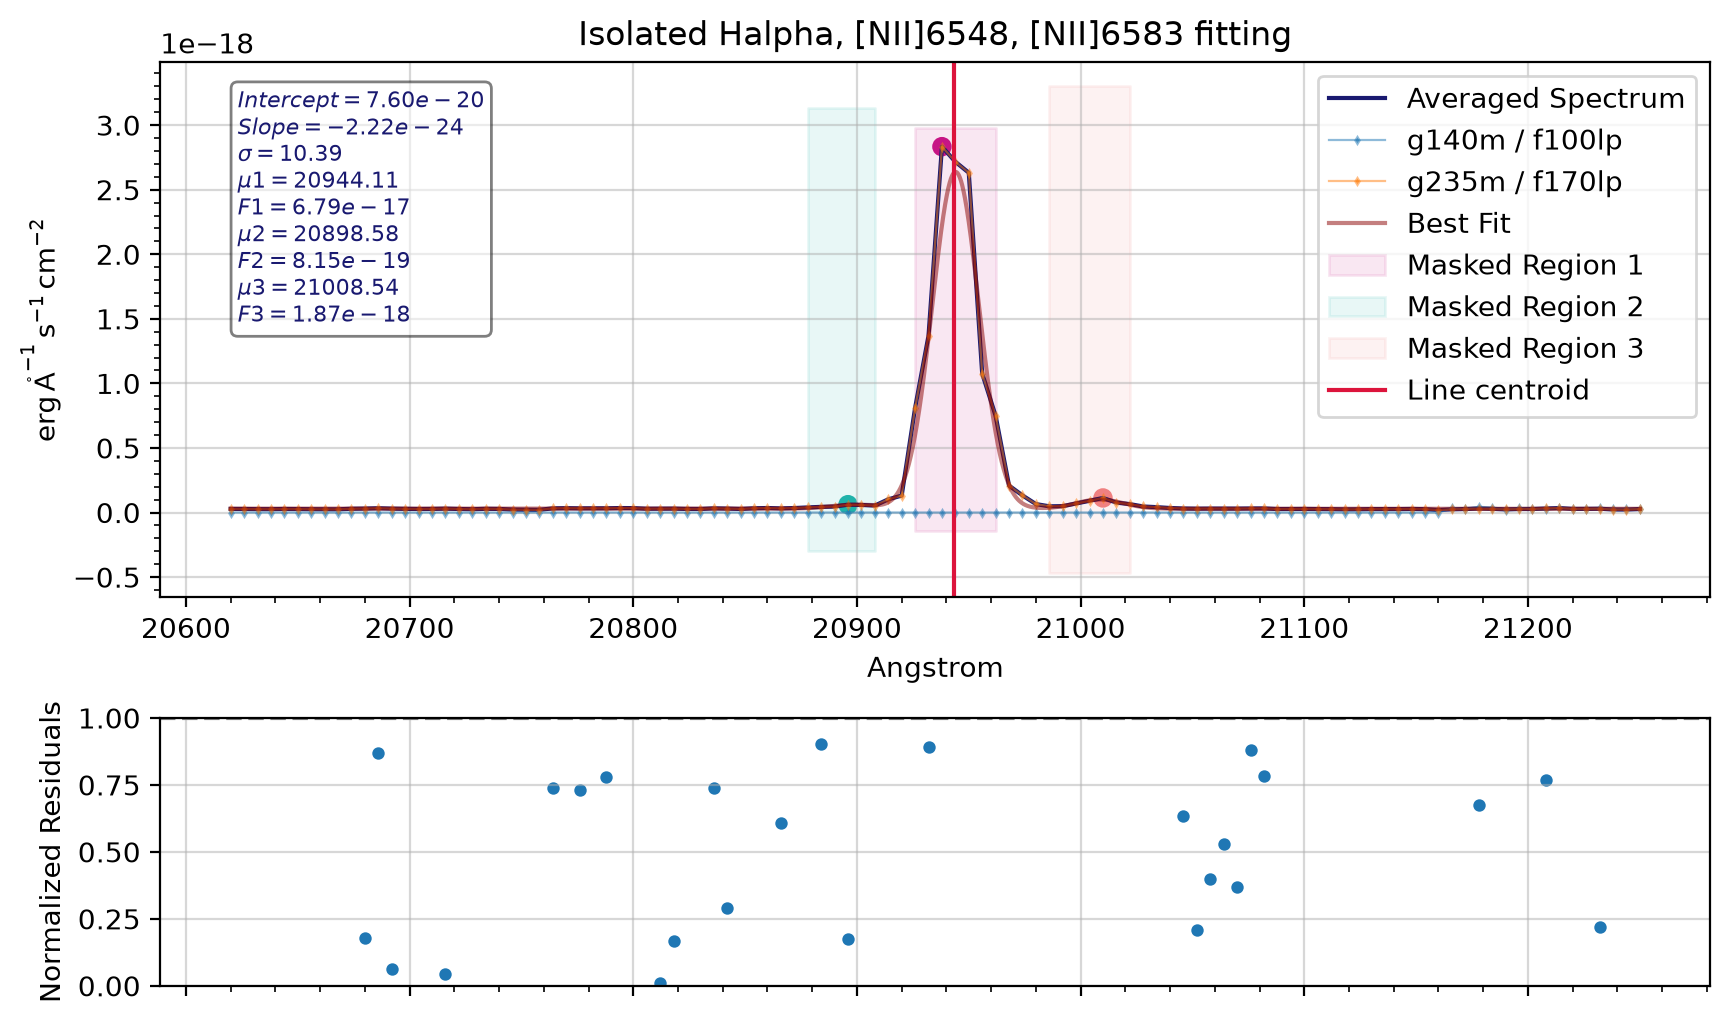 Isolated Halpha, [NII]6548, [NII]6583 fitting
1e−18
Intercept = 7.60e − 20
Slope = −2.22e − 24
σ = 10.39
μ1 = 20944.11
F1 = 6.79e − 17
μ2 = 20898.58
F2 = 8.15e − 19
μ3 = 21008.54
F3 = 1.87e − 18
Averaged Spectrum
g140m / f100lp
g235m / f170lp
Best Fit
Masked Region 1
Masked Region 2
Masked Region 3
Line centroid
3.0
2.5
2.0
1.5
1.0
0.5
0.0
−0.5
erg Å⁻¹ s⁻¹ cm⁻²
20600 20700 20800 20900 21000 21100 21200
Angstrom
1.00
0.75
0.50
0.25
0.00
Normalized Residuals